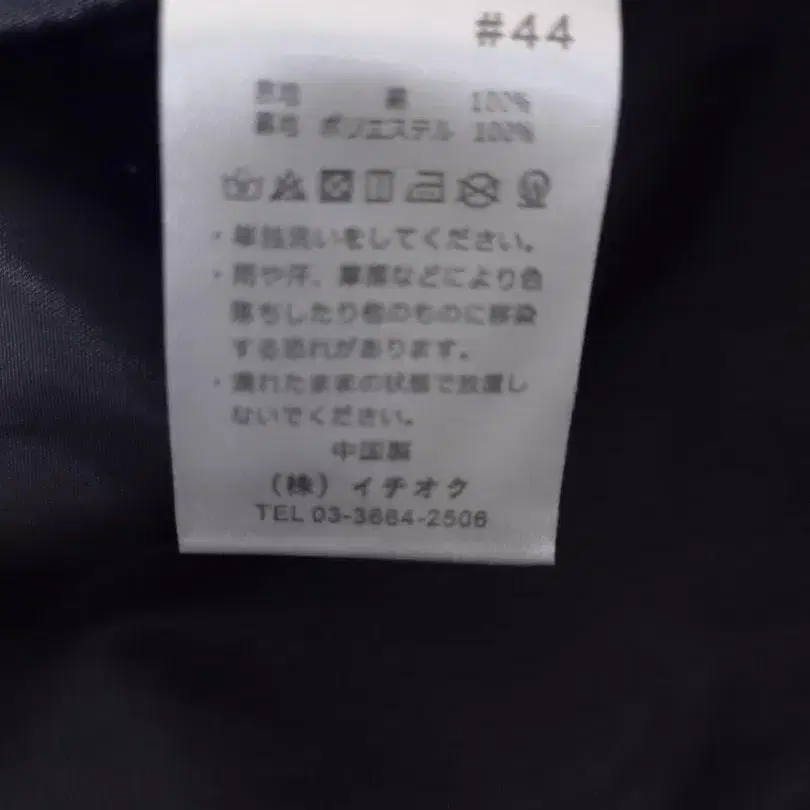 #44
表地 綿 100%
裏地 ポリエステル 100%
・単独洗いをしてください。
・雨や汗、摩擦などにより色
落ちしたり他のものに移染
する恐れがあります。
・濡れたままの状態で放置し
ないでください。
中国製
(株)イチオク
TEL 03-3664-2506